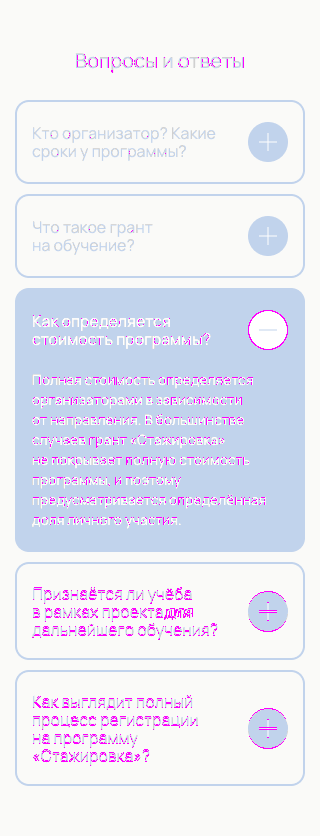 Вопросы и ответы
Кто организатор? Какие
сроки у программы?
Что такое грант
на обучение?
Как определяется
стоимость программы?
Полная стоимость определяется
организаторами в зависимости
от направления. В большинстве
случаев грант «Стажировка»
не покрывает полную стоимость
программы, и поэтому
предусматривается определённая
доля личного участия.
Признаётся ли учёба
в рамках проекта для
дальнейшего обучения?
Как выглядит полный
процесс регистрации
на программу
«Стажировка»?